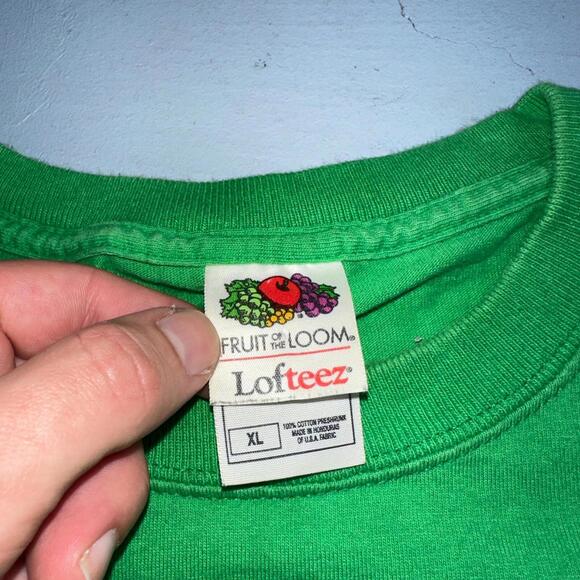 FRUIT OF THE LOOM®
Lofteez®
XL
100% COTTON PRESHRUNK
MADE IN HONDURAS
OF U.S.A. FABRIC